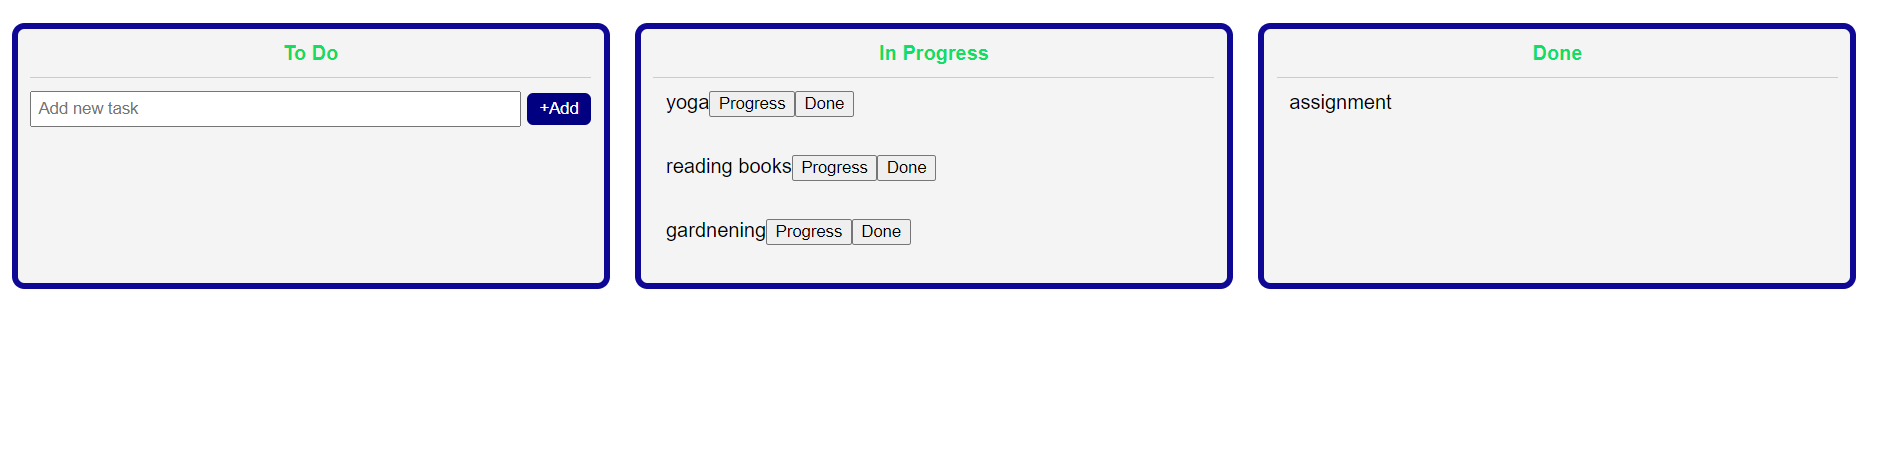 To Do
Add new task +Add
In Progress
yoga Progress Done
reading books Progress Done
gardnening Progress Done
Done
assignment